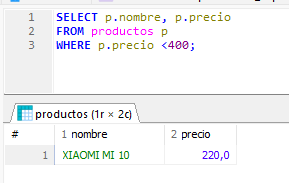 1 SELECT p.nombre, p.precio
2 FROM productos p
3 WHERE p.precio <400;
productos (1r × 2c)
# 1 nombre 2 precio
1 XIAOMI MI 10 220,0